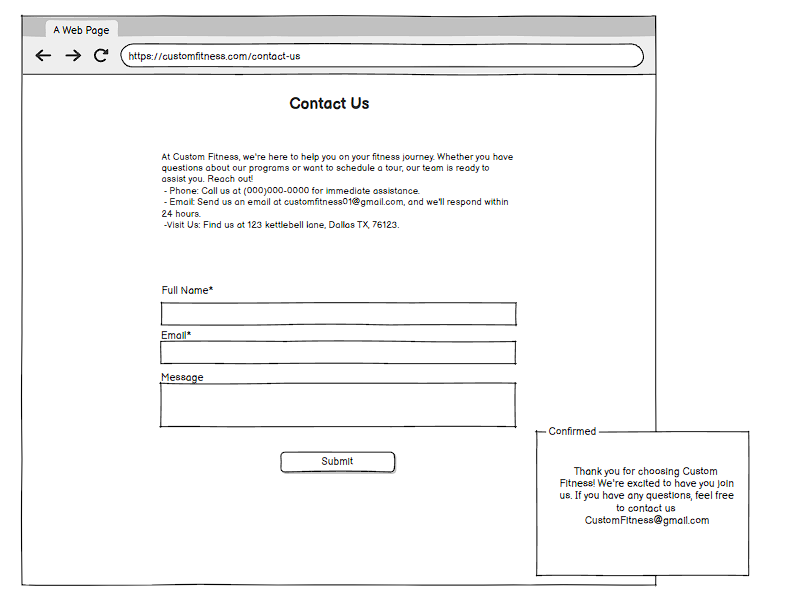 A Web Page
https://customfitness.com/contact-us
Contact Us
At Custom Fitness, we're here to help you on your fitness journey. Whether you have
questions about our programs or want to schedule a tour, our team is ready to
assist you. Reach out!
- Phone: Call us at (000)000-0000 for immediate assistance.
- Email: Send us an email at customfitness01@gmail.com, and we'll respond within
24 hours.
-Visit Us: Find us at 123 kettlebell lane, Dallas TX, 76123.
Full Name*
Email*
Message
Submit
Confirmed
Thank you for choosing Custom
Fitness! We're excited to have you join
us. If you have any questions, feel free
to contact us
CustomFitness@gmail.com